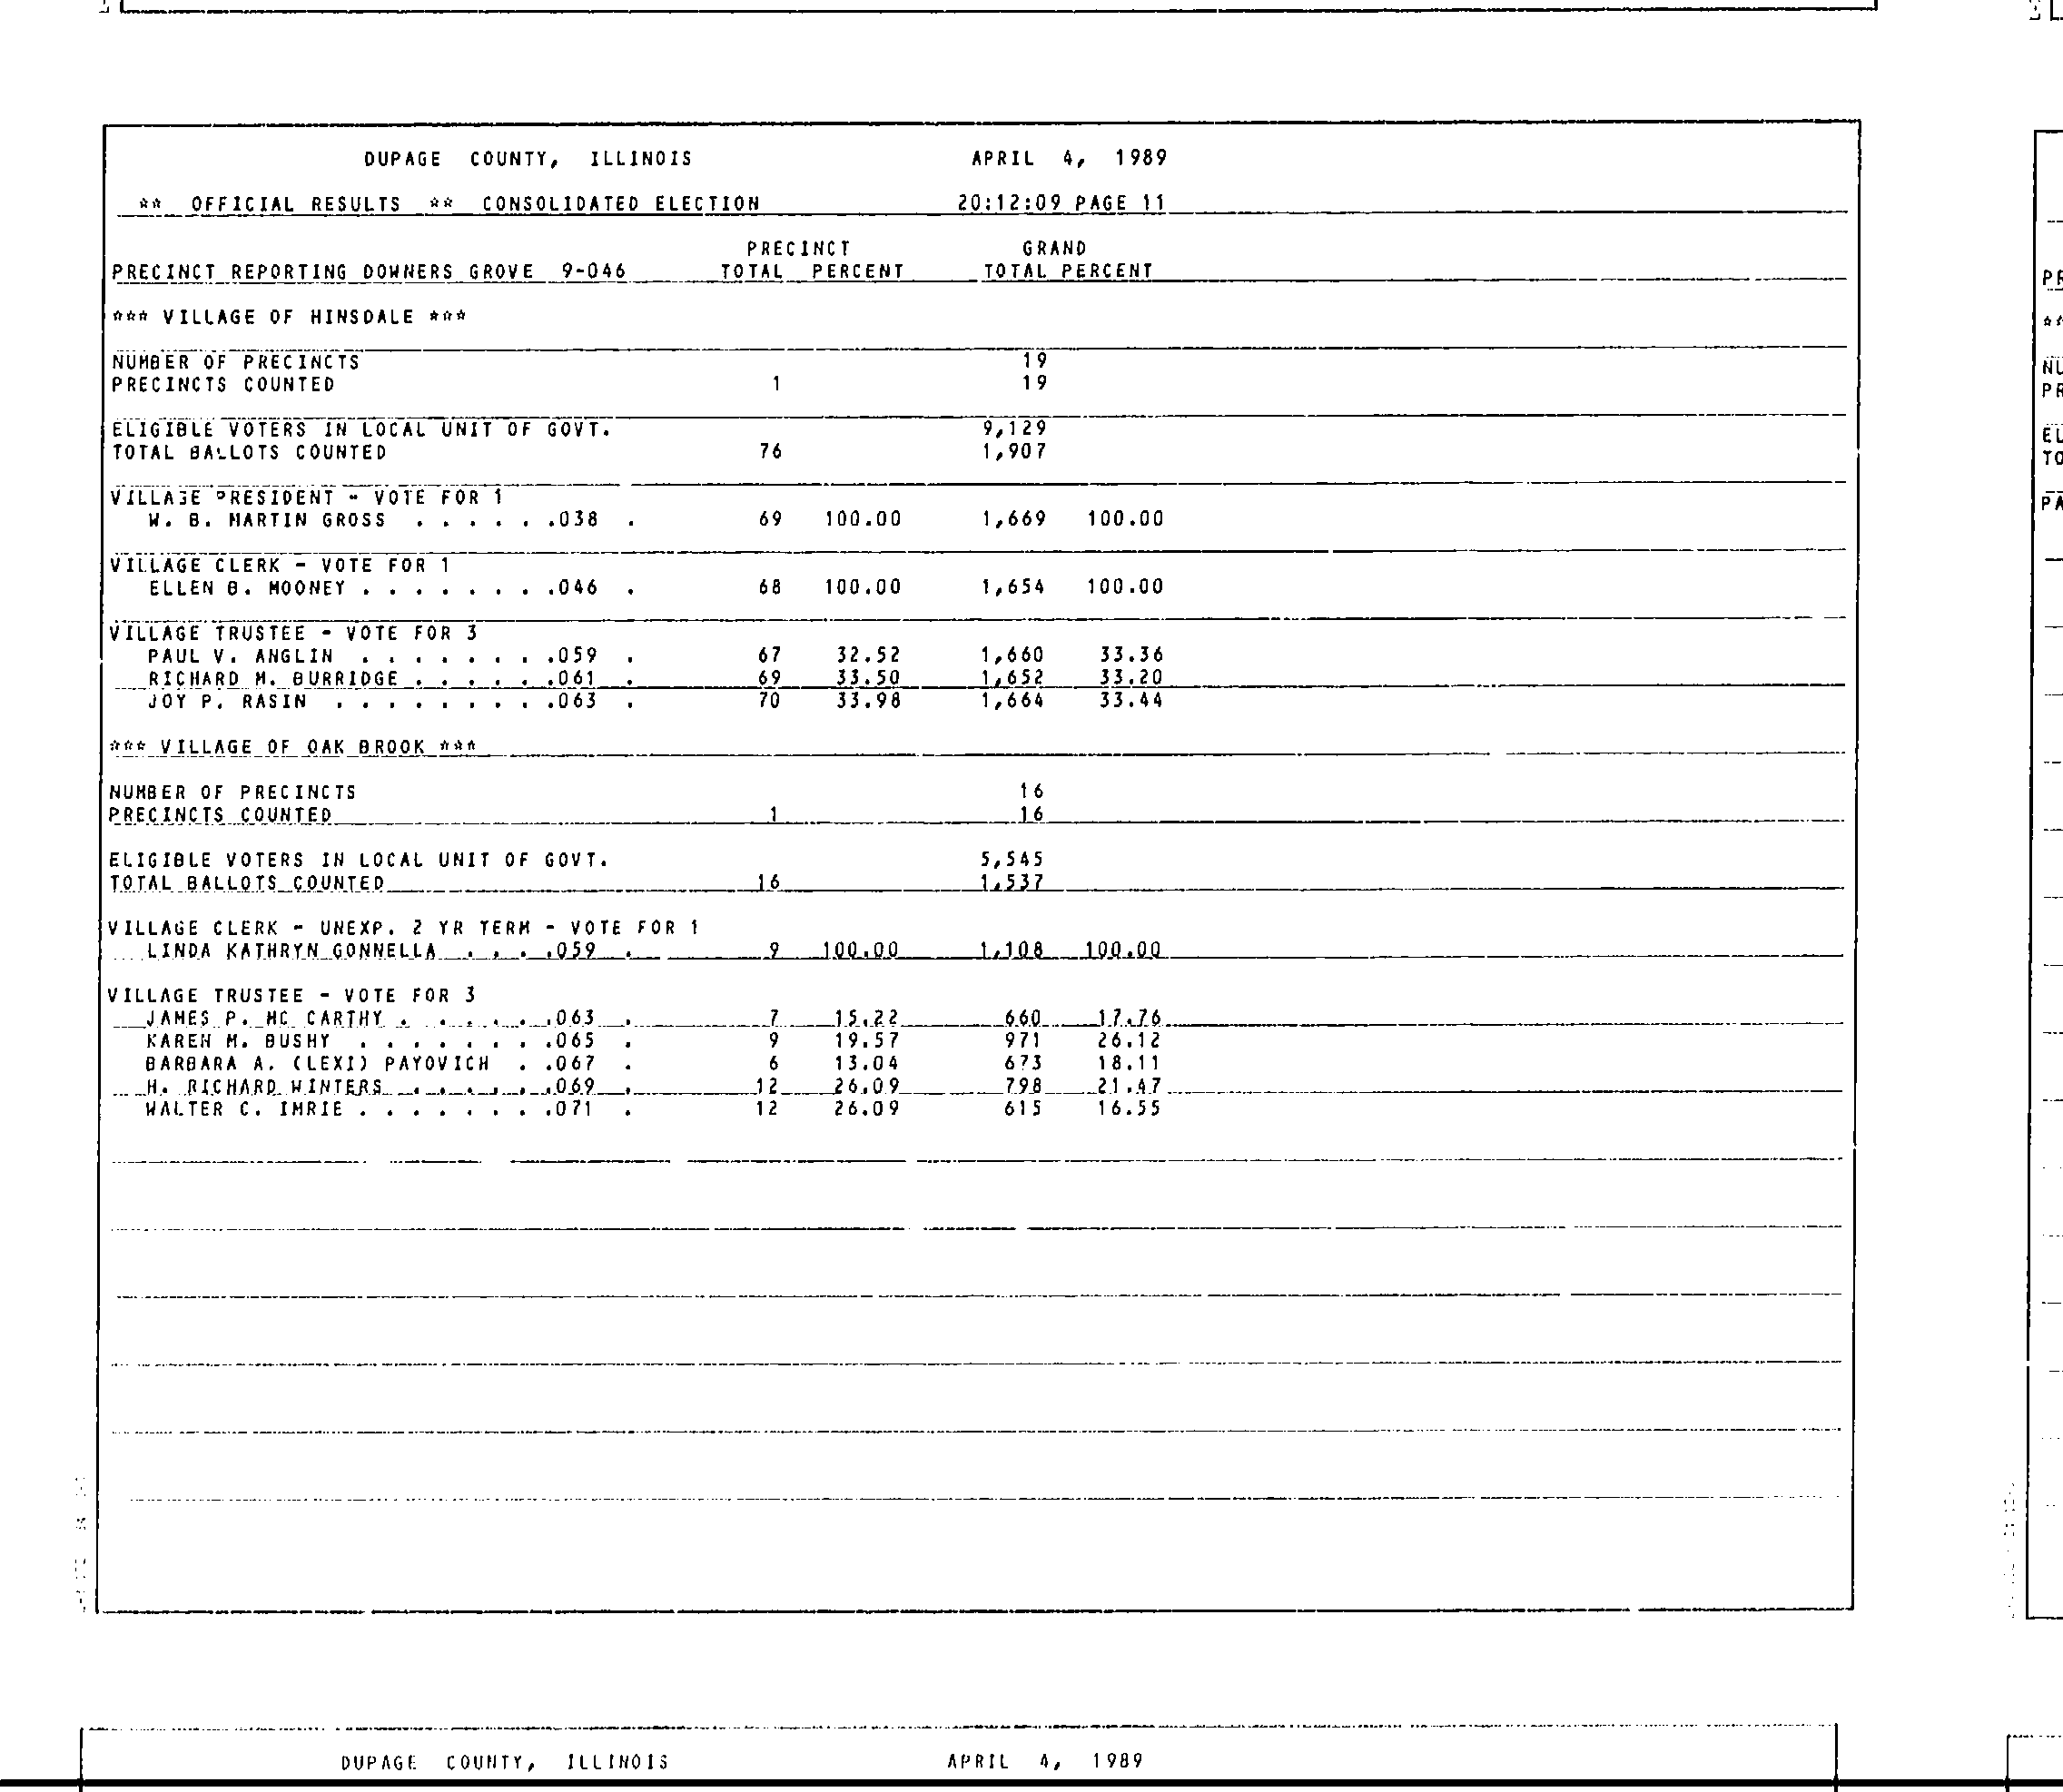 DUPAGE COUNTY, ILLINOIS APRIL 4, 1989
** OFFICIAL RESULTS ** CONSOLIDATED ELECTION 20:12:09 PAGE 11
PRECINCT GRAND
PRECINCT REPORTING DOWNERS GROVE 9-046 TOTAL PERCENT TOTAL PERCENT
*** VILLAGE OF HINSDALE ***
NUMBER OF PRECINCTS 19
PRECINCTS COUNTED 1 19
ELIGIBLE VOTERS IN LOCAL UNIT OF GOVT. 9,129
TOTAL BALLOTS COUNTED 76 1,907
VILLAGE PRESIDENT - VOTE FOR 1
W. B. MARTIN GROSS . . . . . .038 . 69 100.00 1,669 100.00
VILLAGE CLERK - VOTE FOR 1
ELLEN B. MOONEY . . . . . . . .046 . 68 100.00 1,654 100.00
VILLAGE TRUSTEE - VOTE FOR 3
PAUL V. ANGLIN . . . . . . . .059 . 67 32.52 1,660 33.36
RICHARD M. BURRIDGE . . . . . .061 . 69 33.50 1,652 33.20
JOY P. RASIN . . . . . . . . .063 . 70 33.98 1,664 33.44
*** VILLAGE OF OAK BROOK ***
NUMBER OF PRECINCTS 16
PRECINCTS COUNTED 1 16
ELIGIBLE VOTERS IN LOCAL UNIT OF GOVT. 5,545
TOTAL BALLOTS COUNTED 16 1,537
VILLAGE CLERK - UNEXP. 2 YR TERM - VOTE FOR 1
LINDA KATHRYN GONNELLA . . . .059 . 9 100.00 1,108 100.00
VILLAGE TRUSTEE - VOTE FOR 3
JAMES P. MC CARTHY . . . . . .063 . 7 15.22 660 17.76
KAREN M. BUSHY . . . . . . . .065 . 9 19.57 971 26.12
BARBARA A. (LEXI) PAYOVICH . .067 . 6 13.04 673 18.11
H. RICHARD WINTERS . . . . . .069 . 12 26.09 798 21.47
WALTER C. IMRIE . . . . . . . .071 . 12 26.09 615 16.55
DUPAGE COUNTY, ILLINOIS APRIL 4, 1989
PR
**
NU
PR
EL
TO
PA